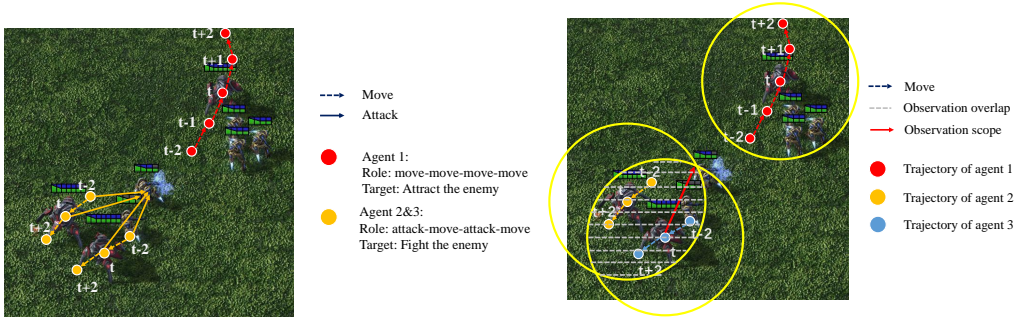 t+2
t+1
t
t-1
t-2
t-2
t
t+2
t-2
t
t+2
Move
Attack
Agent 1:
Role: move-move-move-move
Target: Attract the enemy
Agent 2&3:
Role: attack-move-attack-move
Target: Fight the enemy
t+2
t+1
t
t-1
t-2
t-2
t
t+2
t-2
t
t+2
Move
Observation overlap
Observation scope
Trajectory of agent 1
Trajectory of agent 2
Trajectory of agent 3